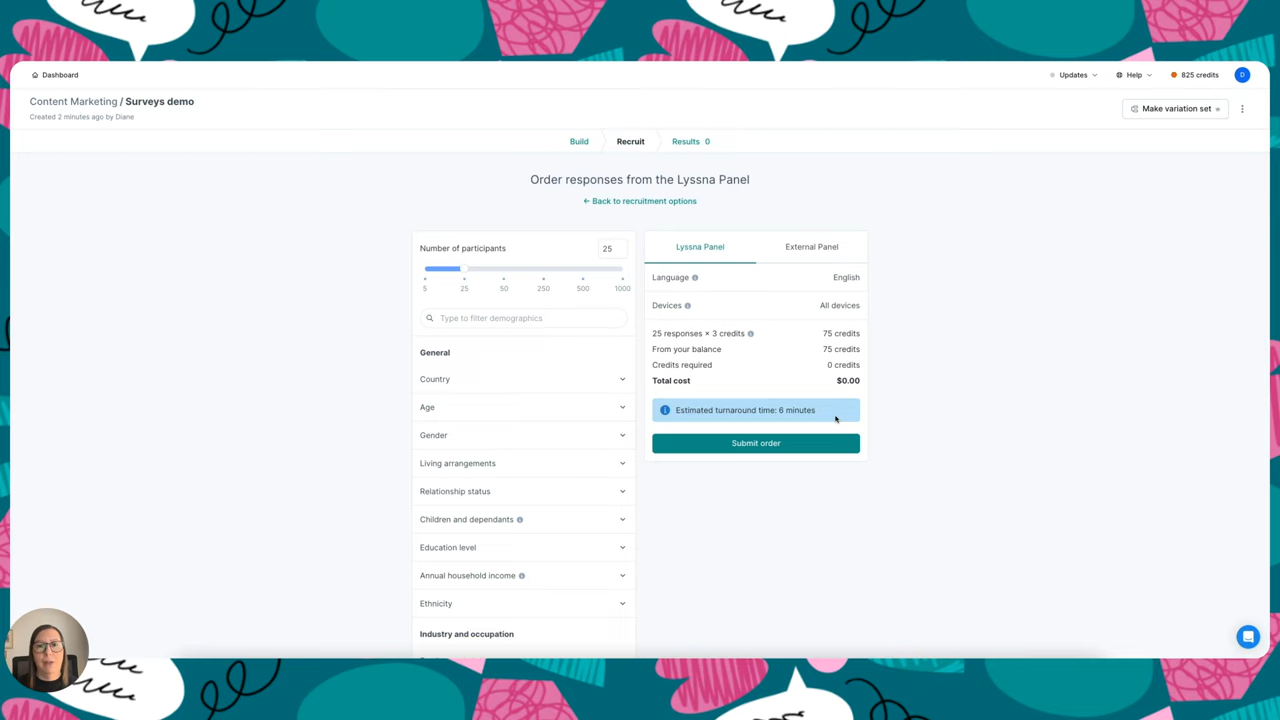 Dashboard
Updates
Help
825 credits
D
Content Marketing / Surveys demo
Created 2 minutes ago by Diane
Make variation set
Build
Recruit
Results 0
Order responses from the Lyssna Panel
← Back to recruitment options
Number of participants 25
5 25 50 250 500 1000
Type to filter demographics
General
Country
Age
Gender
Living arrangements
Relationship status
Children and dependants
Education level
Annual household income
Ethnicity
Industry and occupation
Lyssna Panel
External Panel
Language English
Devices All devices
25 responses × 3 credits 75 credits
From your balance 75 credits
Credits required 0 credits
Total cost $0.00
Estimated turnaround time: 6 minutes
Submit order